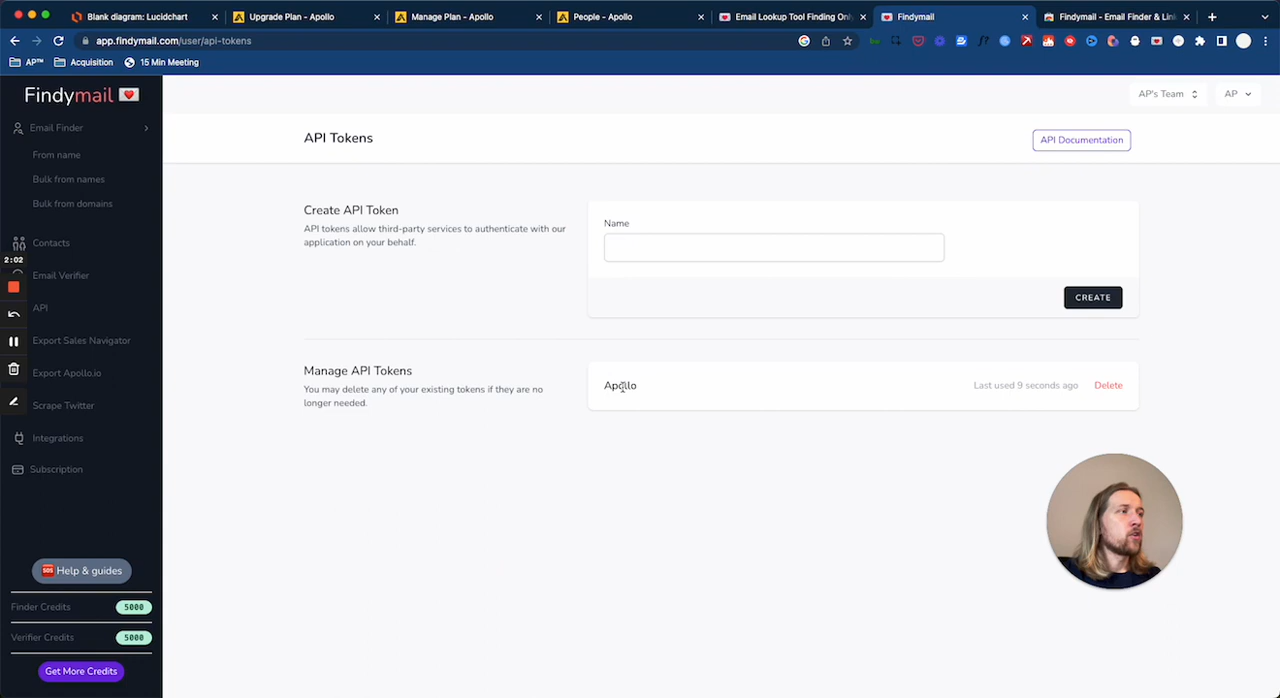 Blank diagram: Lucidchart
Upgrade Plan - Apollo
Manage Plan - Apollo
People - Apollo
Email Lookup Tool Finding Onl
Findymail
Findymail - Email Finder & Lin
app.findymail.com/user/api-tokens
AP™
Acquisition
15 Min Meeting
Findymail
AP's Team
AP
Email Finder
From name
Bulk from names
Bulk from domains
Contacts
2:02
Email Verifier
API
Export Sales Navigator
Export Apollo.io
Scrape Twitter
Integrations
Subscription
SOS Help & guides
Finder Credits 5000
Verifier Credits 5000
Get More Credits
API Tokens
API Documentation
Create API Token
API tokens allow third-party services to authenticate with our
application on your behalf.
Name
CREATE
Manage API Tokens
You may delete any of your existing tokens if they are no
longer needed.
Apollo
Last used 9 seconds ago
Delete